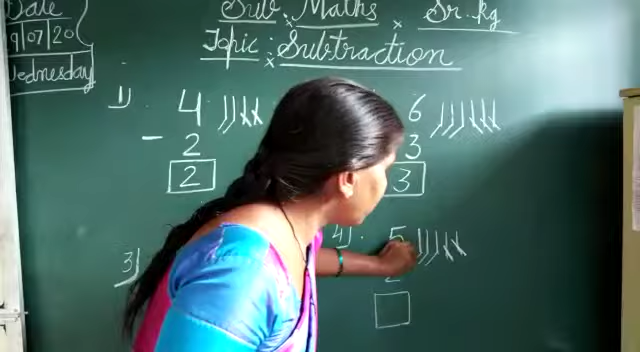 Date
9/07/20
Wednesday
Sub : Maths
Sr. kg
Topic : Subtraction
1) 4
- 2
2
6
3
3
3)
4) 5
2